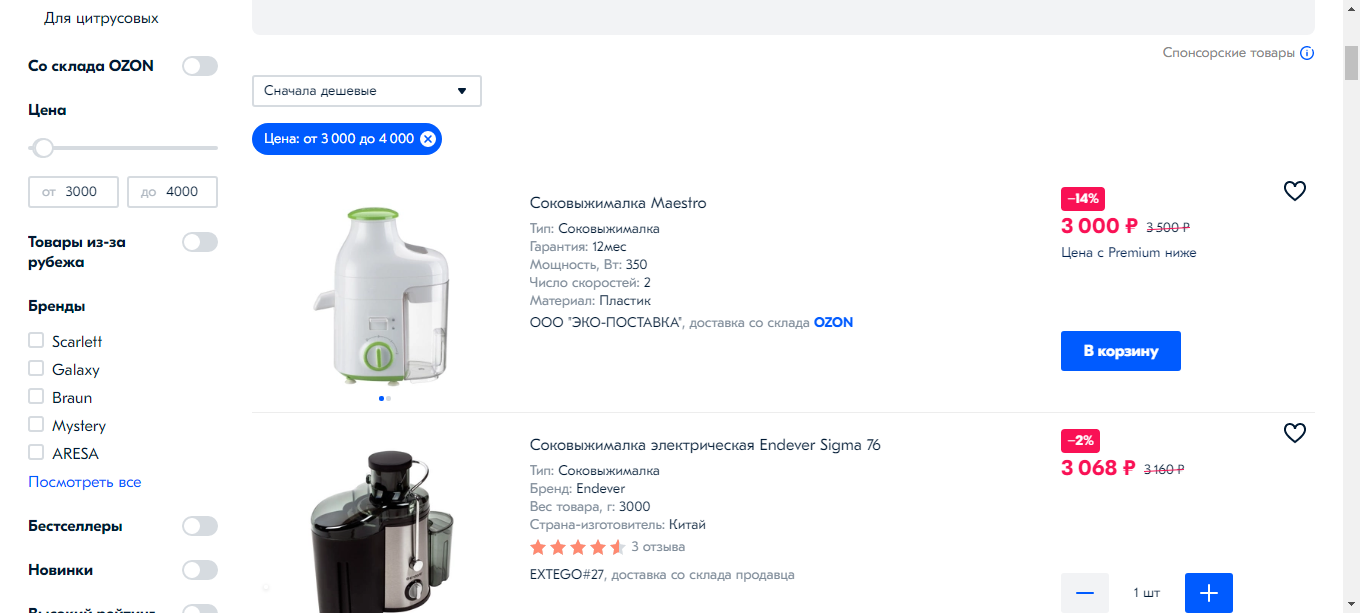 Для цитрусовых
Со склада OZON
Цена
от 3000
до 4000
Товары из-за
рубежа
Бренды
Scarlett
Galaxy
Braun
Mystery
ARESA
Посмотреть все
Бестселлеры
Новинки
Высокий рейтинг
Спонсорские товары
Сначала дешевые
Цена: от 3 000 до 4 000
Соковыжималка Maestro
Тип: Соковыжималка
Гарантия: 12мес
Мощность, Вт: 350
Число скоростей: 2
Материал: Пластик
ООО "ЭКО-ПОСТАВКА", доставка со склада OZON
–14%
3 000 ₽ 3 500 ₽
Цена с Premium ниже
В корзину
Соковыжималка электрическая Endever Sigma 76
Тип: Соковыжималка
Бренд: Endever
Вес товара, г: 3000
Страна-изготовитель: Китай
3 отзыва
EXTEGO#27, доставка со склада продавца
–2%
3 068 ₽ 3 160 ₽
1 шт